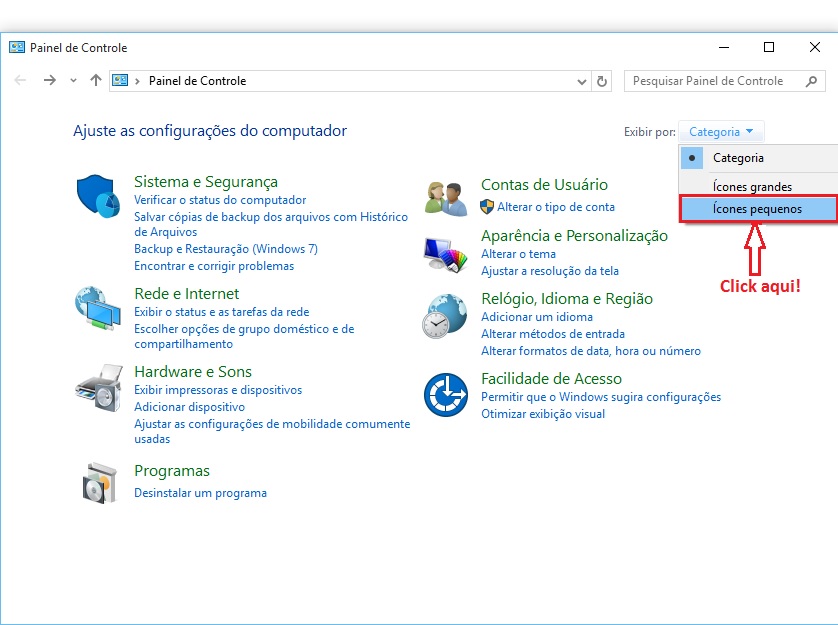 Painel de Controle
Painel de Controle
Pesquisar Painel de Controle
Ajuste as configurações do computador
Exibir por:
Categoria
Categoria
Ícones grandes
Ícones pequenos
Click aqui!
Sistema e Segurança
Verificar o status do computador
Salvar cópias de backup dos arquivos com Histórico
de Arquivos
Backup e Restauração (Windows 7)
Encontrar e corrigir problemas
Rede e Internet
Exibir o status e as tarefas da rede
Escolher opções de grupo doméstico e de
compartilhamento
Hardware e Sons
Exibir impressoras e dispositivos
Adicionar dispositivo
Ajustar as configurações de mobilidade comumente
usadas
Programas
Desinstalar um programa
Contas de Usuário
Alterar o tipo de conta
Aparência e Personalização
Alterar o tema
Ajustar a resolução da tela
Relógio, Idioma e Região
Adicionar um idioma
Alterar métodos de entrada
Alterar formatos de data, hora ou número
Facilidade de Acesso
Permitir que o Windows sugira configurações
Otimizar exibição visual